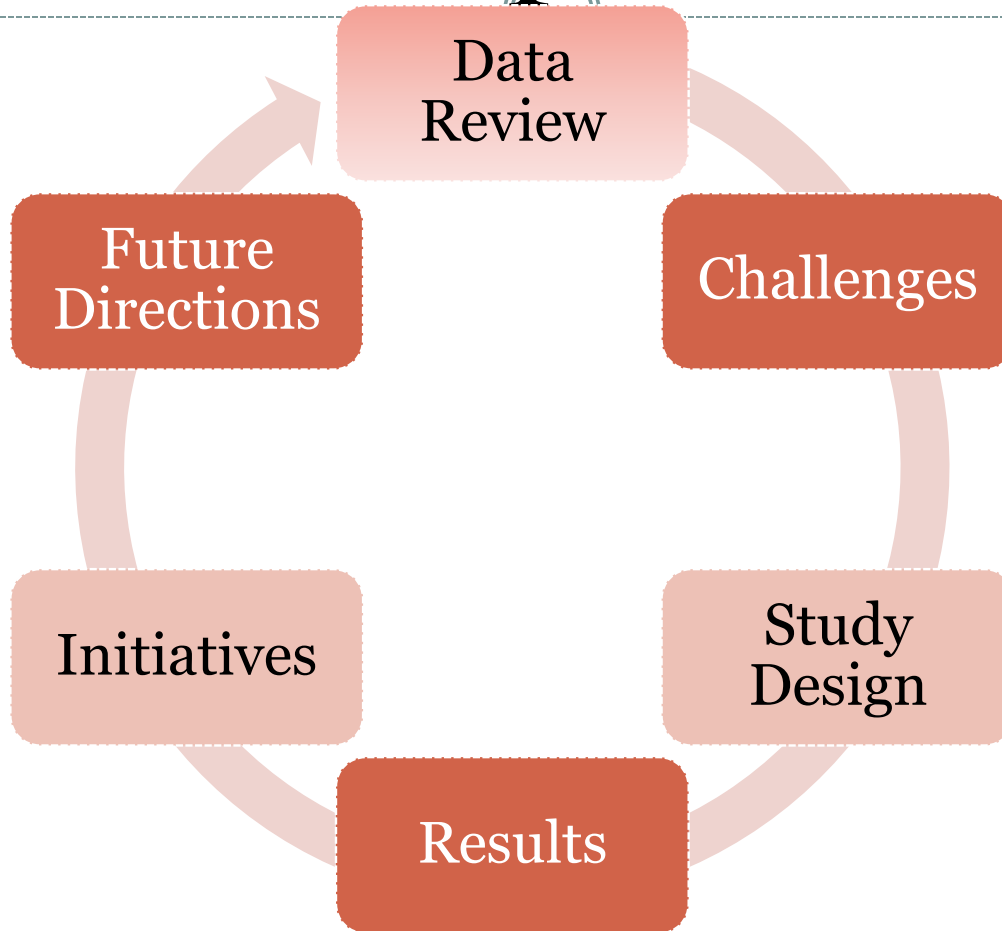 Data
Review
Challenges
Study
Design
Results
Initiatives
Future
Directions